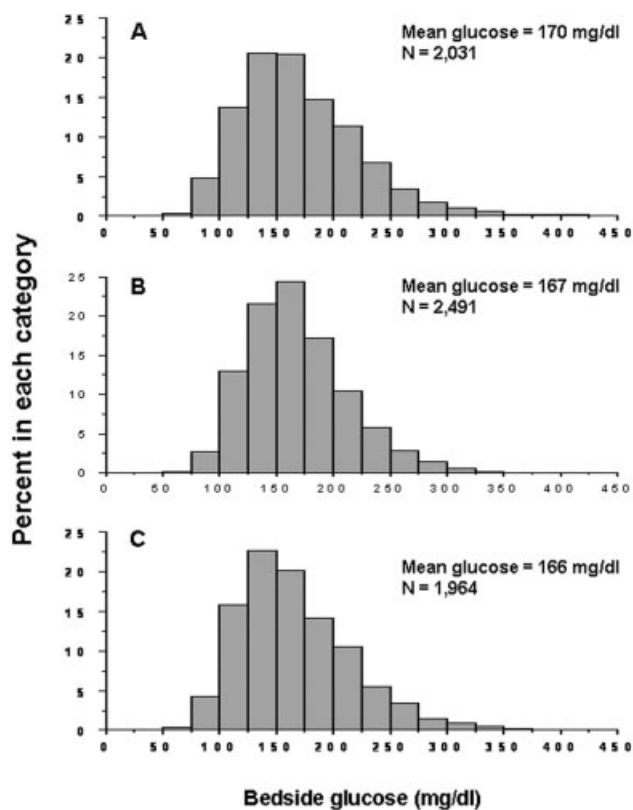 Percent in each category
25
20
15
10
5
0
A
Mean glucose = 170 mg/dl
N = 2,031
0 50 100 150 200 250 300 350 400 450
25
20
15
10
5
0
B
Mean glucose = 167 mg/dl
N = 2,491
0 50 100 150 200 250 300 350 400 450
25
20
15
10
5
0
C
Mean glucose = 166 mg/dl
N = 1,964
0 50 100 150 200 250 300 350 400 450
Bedside glucose (mg/dl)